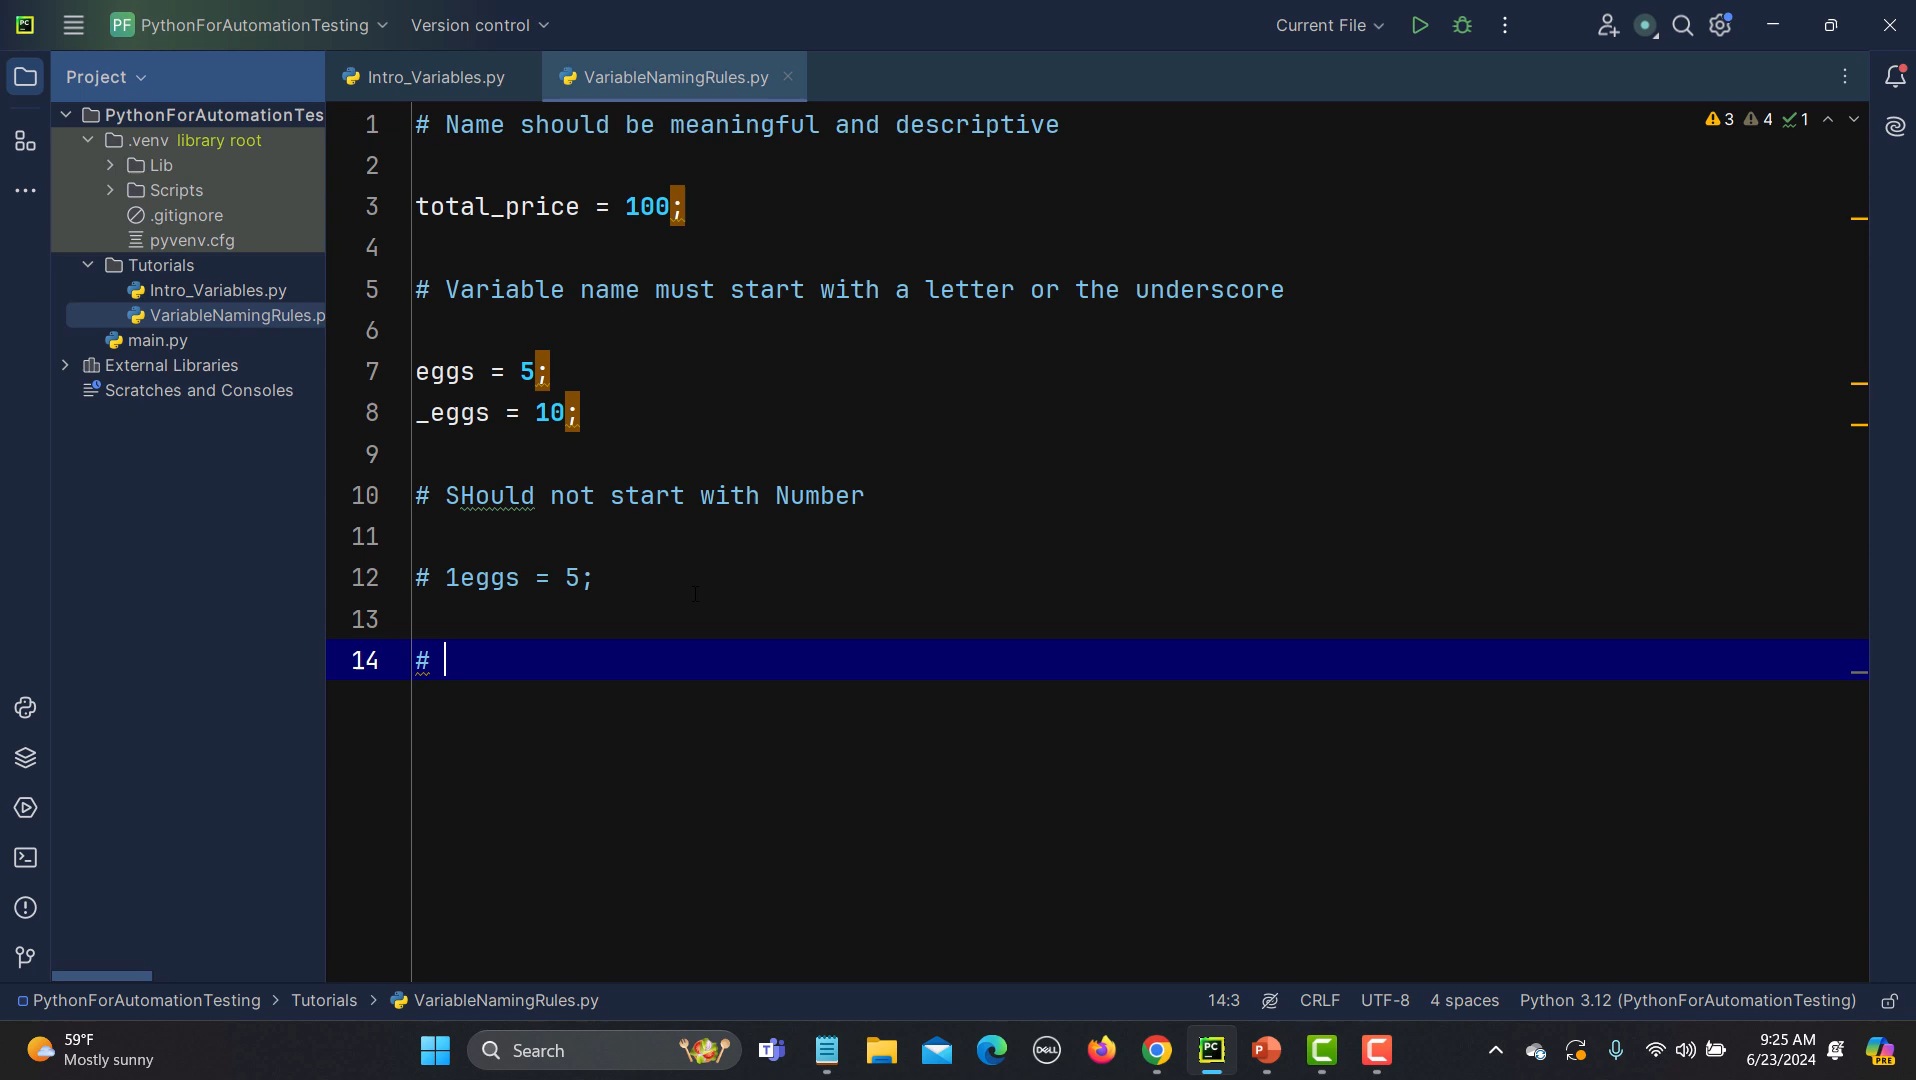 PF PythonForAutomationTesting Version control Current File
Project
Intro_Variables.py VariableNamingRules.py
PythonForAutomationTes
.venv library root
Lib
Scripts
.gitignore
pyvenv.cfg
Tutorials
Intro_Variables.py
VariableNamingRules.p
main.py
External Libraries
Scratches and Consoles
3 4 1
1 # Name should be meaningful and descriptive
2
3 total_price = 100;
4
5 # Variable name must start with a letter or the underscore
6
7 eggs = 5;
8 _eggs = 10;
9
10 # SHould not start with Number
11
12 # 1eggs = 5;
13
14 #
PythonForAutomationTesting > Tutorials > VariableNamingRules.py
14:3 CRLF UTF-8 4 spaces Python 3.12 (PythonForAutomationTesting)
59°F
Mostly sunny
Search
9:25 AM
6/23/2024